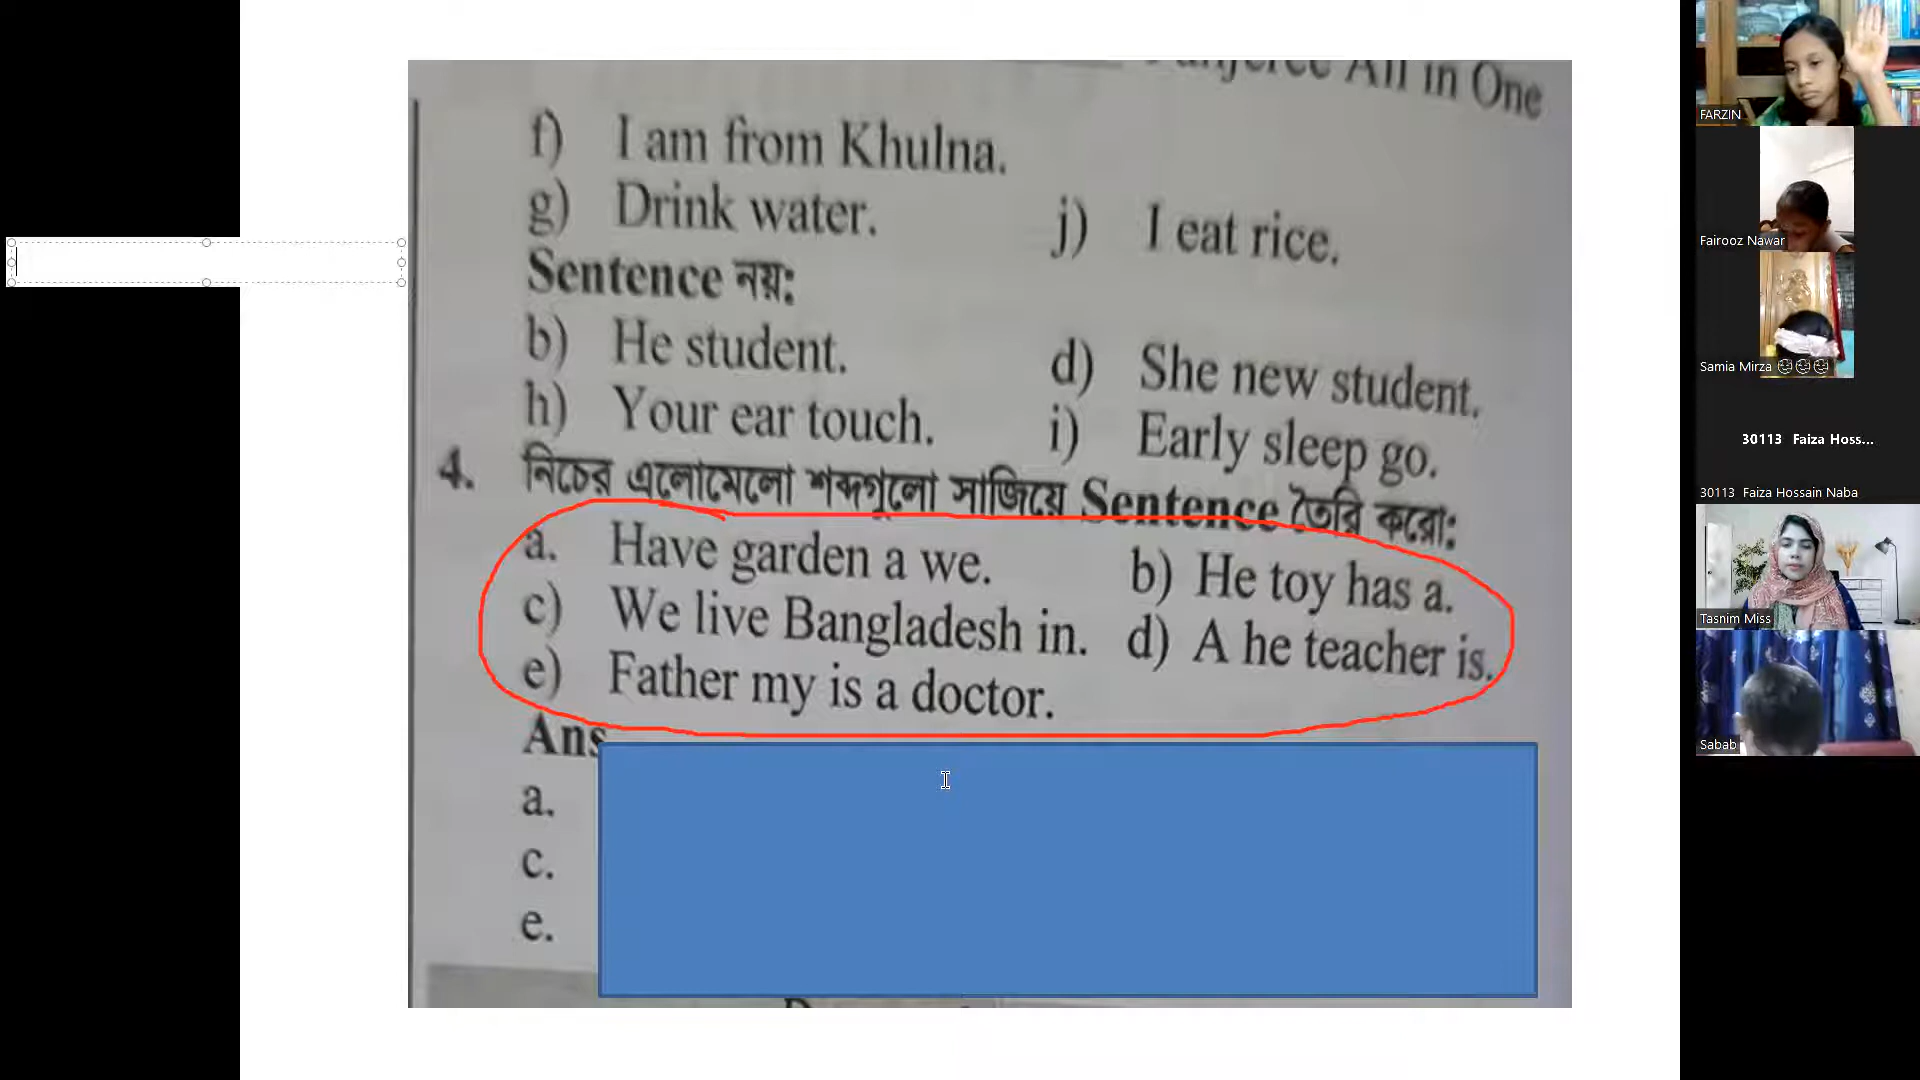 All in One
f) I am from Khulna.
g) Drink water. j) I eat rice.
Sentence নয়:
b) He student. d) She new student.
h) Your ear touch. i) Early sleep go.
4. নিচের এলোমেলো শব্দগুলো সাজিয়ে Sentence তৈরি করো:
a. Have garden a we. b) He toy has a.
c) We live Bangladesh in. d) A he teacher is.
e) Father my is a doctor.
Ans
a.
c.
e.
FARZIN
Fairooz Nawar
Samia Mirza
30113 Faiza Hoss...
30113 Faiza Hossain Naba
Tasnim Miss
Sabab